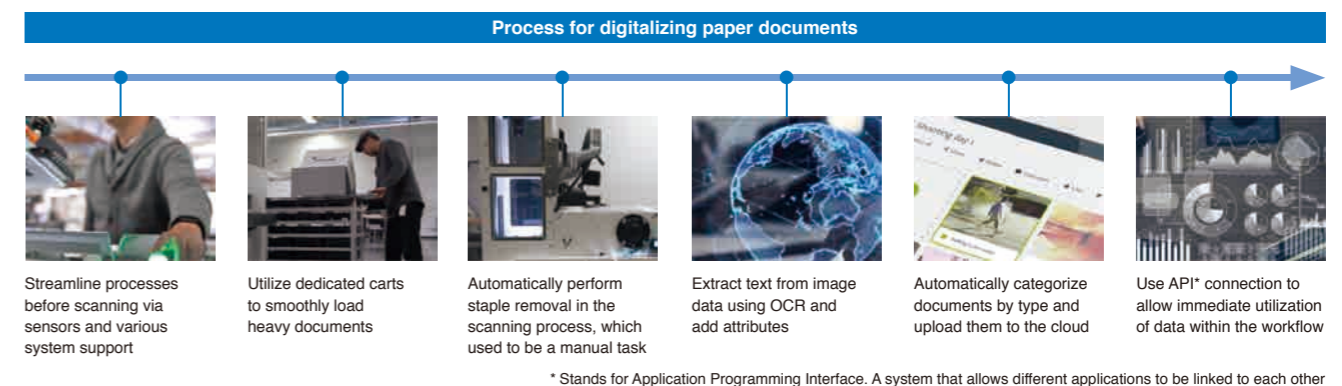 Process for digitalizing paper documents
Streamline processes
before scanning via
sensors and various
system support
Utilize dedicated carts
to smoothly load
heavy documents
Automatically perform
staple removal in the
scanning process, which
used to be a manual task
Extract text from image
data using OCR and
add attributes
Automatically categorize
documents by type and
upload them to the cloud
Use API* connection to
allow immediate utilization
of data within the workflow
* Stands for Application Programming Interface. A system that allows different applications to be linked to each other